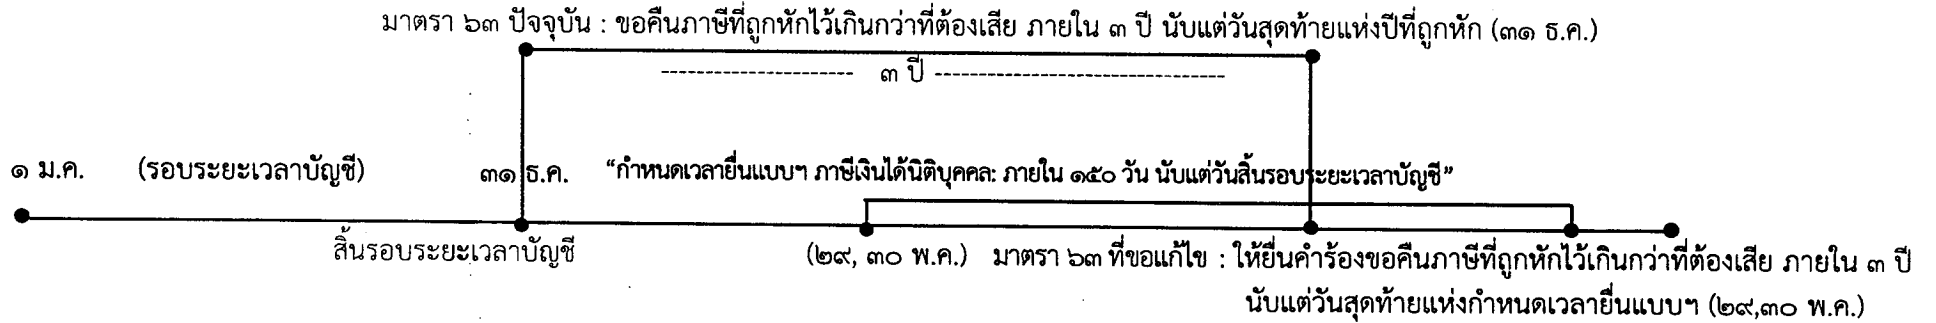 มาตรา ๖๓ ปัจจุบัน : ขอคืนภาษีที่ถูกหักไว้เกินกว่าที่ต้องเสีย ภายใน ๓ ปี นับแต่วันสุดท้ายแห่งปีที่ถูกหัก (๓๑ ธ.ค.)
---------------------- ๓ ปี ---------------------------------
๑ ม.ค. (รอบระยะเวลาบัญชี) ๓๑ ธ.ค. “กำหนดเวลายื่นแบบฯ ภาษีเงินได้นิติบุคคล: ภายใน ๑๕๐ วัน นับแต่วันสิ้นรอบระยะเวลาบัญชี”
สิ้นรอบระยะเวลาบัญชี (๒๙, ๓๐ พ.ค.) มาตรา ๖๓ ที่ขอแก้ไข : ให้ยื่นคำร้องขอคืนภาษีที่ถูกหักไว้เกินกว่าที่ต้องเสีย ภายใน ๓ ปี
นับแต่วันสุดท้ายแห่งกำหนดเวลายื่นแบบฯ (๒๙,๓๐ พ.ค.)